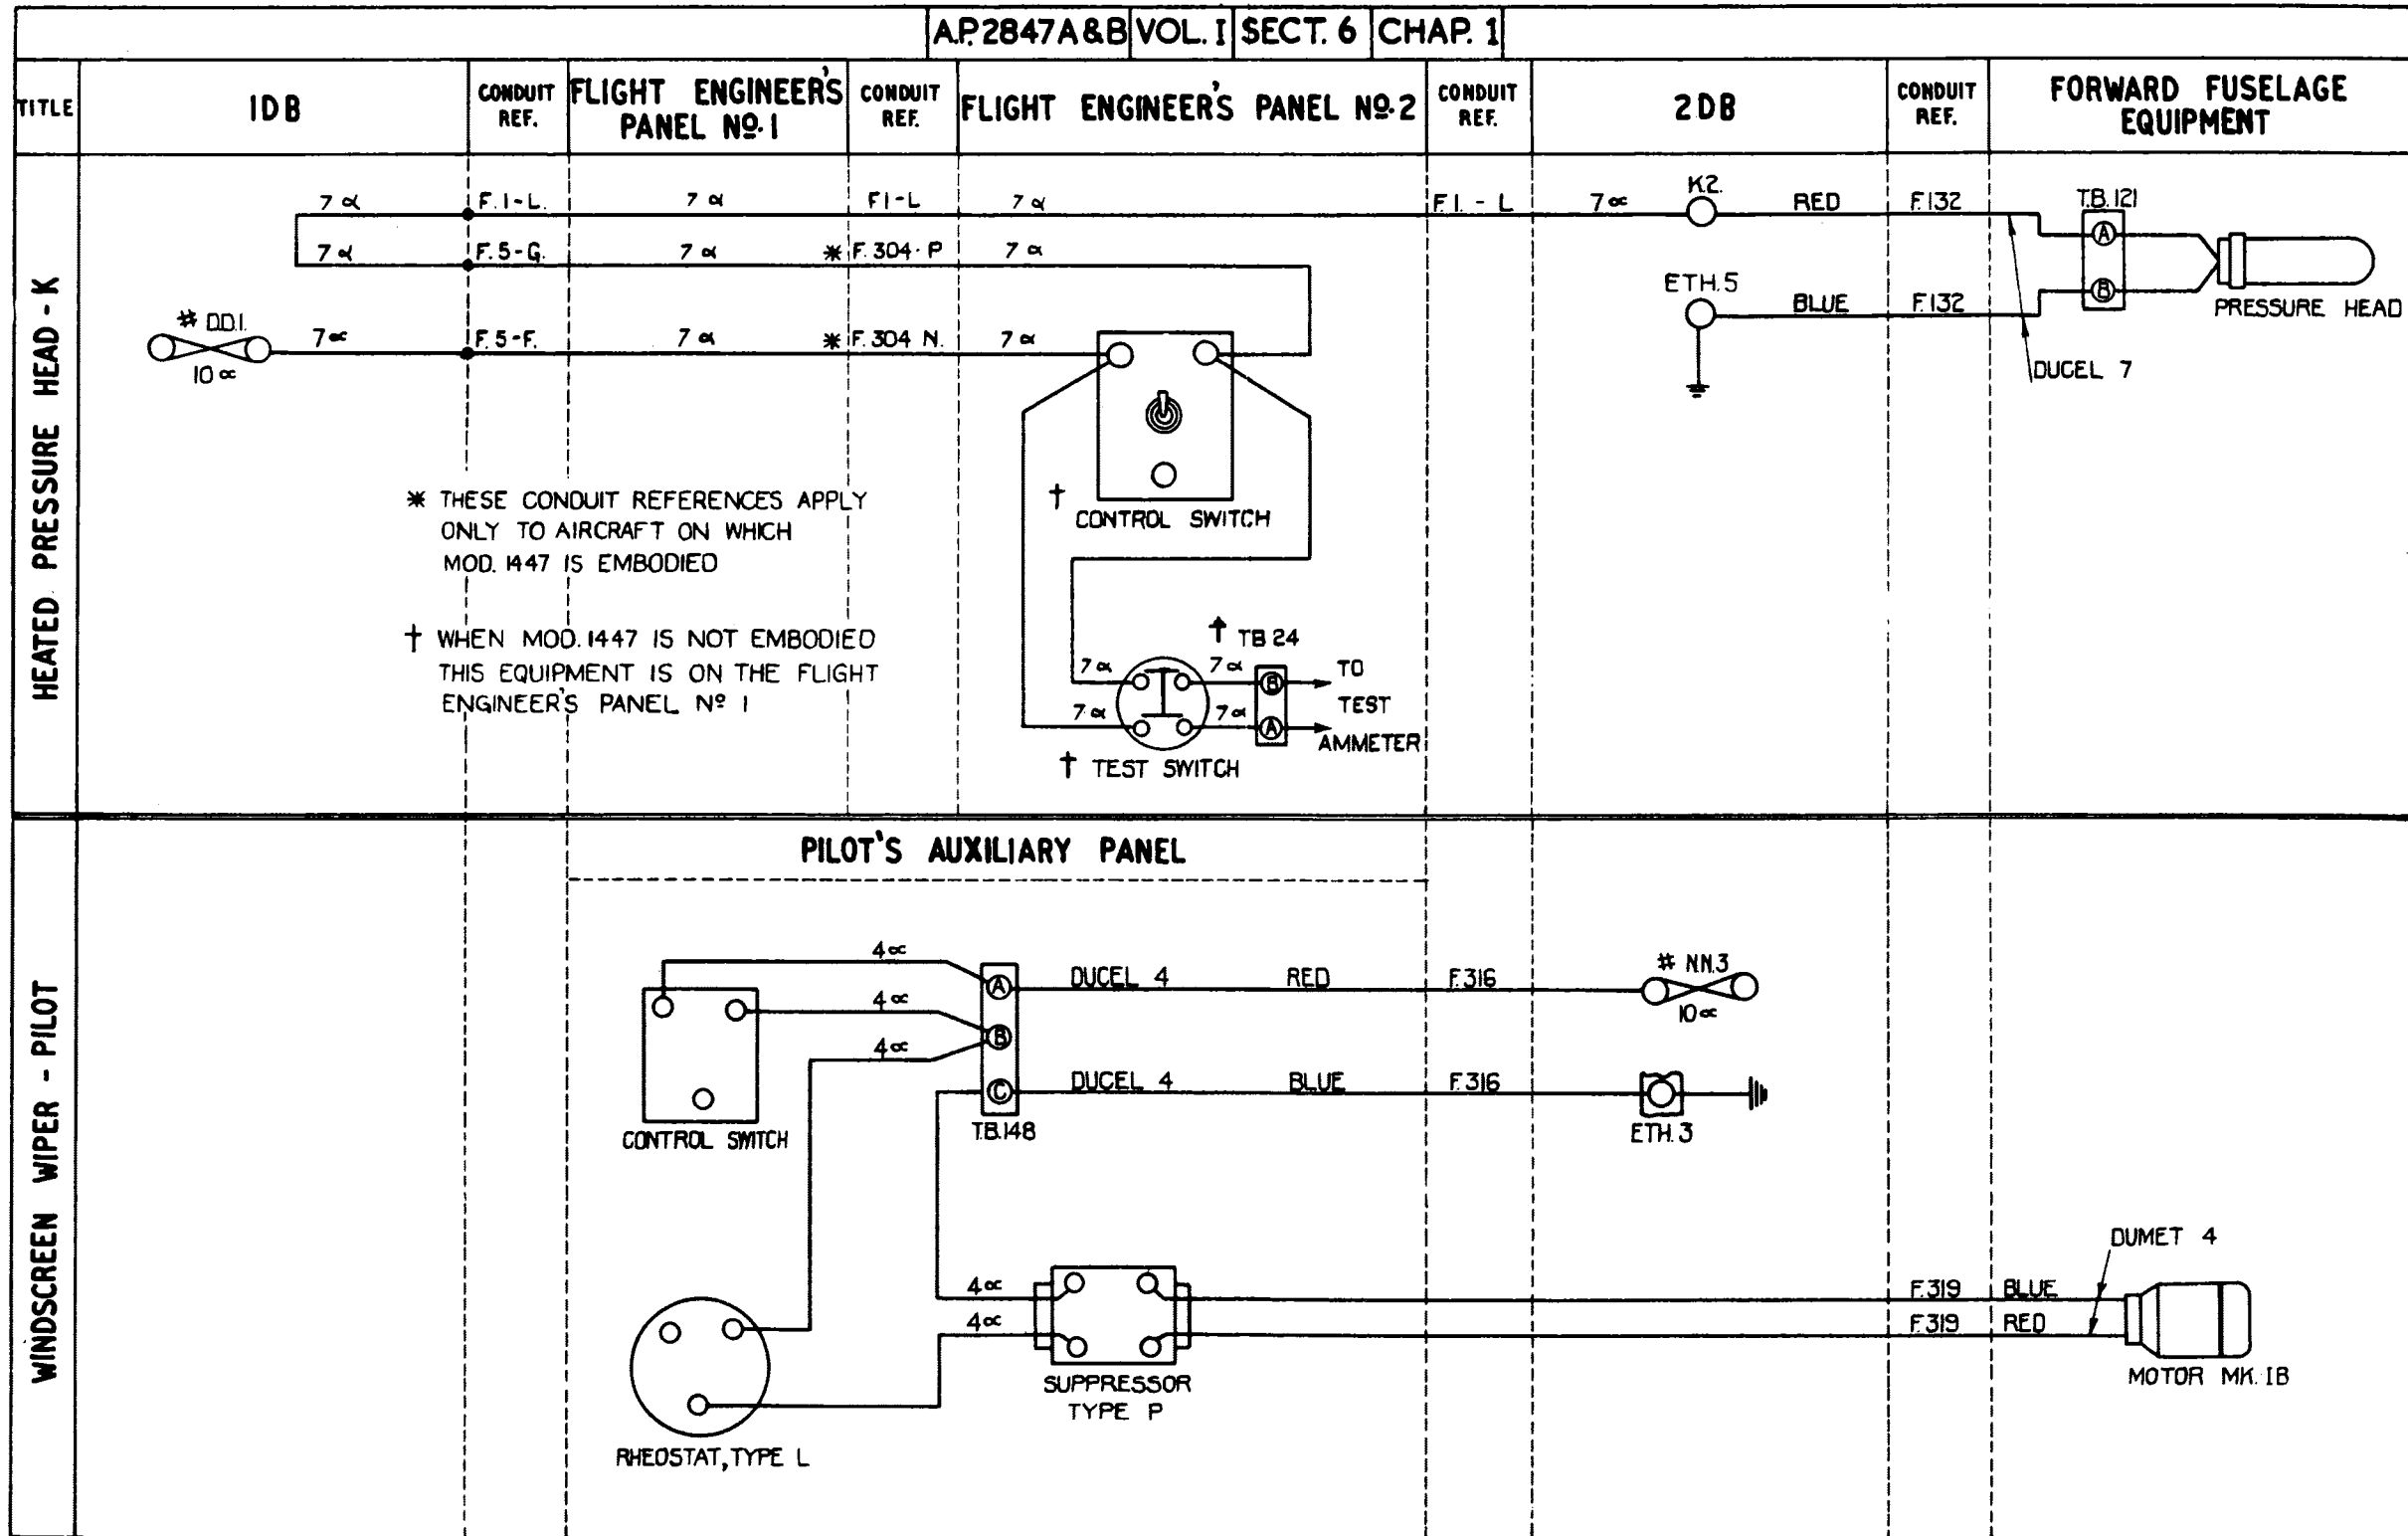 A.P. 2847A & B VOL. I SECT. 6 CHAP. 1
TITLE
1DB
CONDUIT
REF.
FLIGHT ENGINEER'S
PANEL Nº 1
CONDUIT
REF.
FLIGHT ENGINEER'S PANEL Nº 2
CONDUIT
REF.
2DB
CONDUIT
REF.
FORWARD FUSELAGE
EQUIPMENT
HEATED PRESSURE HEAD - K
7 α F.1-L. 7 α F1-L 7 α F.1. - L 7 α K2. RED F.132 T.B.121
7 α F.5-G. 7 α * F.304-P 7 α
A
B
PRESSURE HEAD
ETH.5 BLUE F.132
DUCEL 7
# D.D.1.
10 α
7 α F.5-F. 7 α * F.304 N. 7 α
† CONTROL SWITCH
* THESE CONDUIT REFERENCES APPLY
ONLY TO AIRCRAFT ON WHICH
MOD. 1447 IS EMBODIED
† WHEN MOD. 1447 IS NOT EMBODIED
THIS EQUIPMENT IS ON THE FLIGHT
ENGINEER'S PANEL Nº 1
† TB 24
7 α 7 α B TO
TEST
7 α 7 α A AMMETER
† TEST SWITCH
WINDSCREEN WIPER - PILOT
PILOT'S AUXILIARY PANEL
4 α A DUCEL 4 RED F.316 # N.N.3
10 α
4 α B
4 α
C DUCEL 4 BLUE F.316
ETH.3
T.B.148
CONTROL SWITCH
DUMET 4
4 α F.319 BLUE
4 α F.319 RED
SUPPRESSOR
TYPE P
MOTOR MK. IB
RHEOSTAT, TYPE L